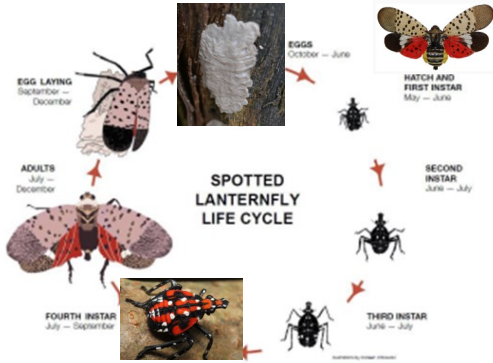 EGGS
October — June
HATCH AND
FIRST INSTAR
May — June
SECOND
INSTAR
June — July
THIRD INSTAR
June — July
FOURTH INSTAR
July — September
ADULTS
July —
December
EGG LAYING
September —
December
SPOTTED
LANTERNFLY
LIFE CYCLE